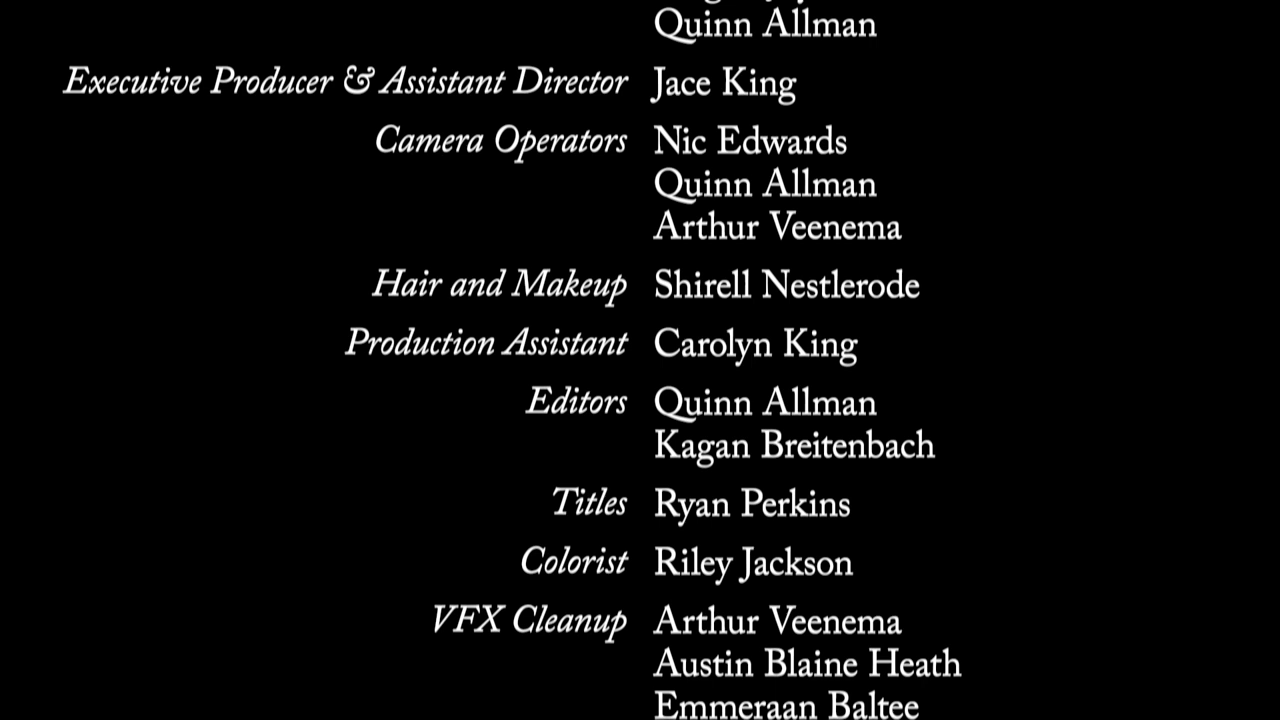 Quinn Allman
Executive Producer & Assistant Director Jace King
Camera Operators Nic Edwards
Quinn Allman
Arthur Veenema
Hair and Makeup Shirell Nestlerode
Production Assistant Carolyn King
Editors Quinn Allman
Kagan Breitenbach
Titles Ryan Perkins
Colorist Riley Jackson
VFX Cleanup Arthur Veenema
Austin Blaine Heath
Emmeraan Baltee